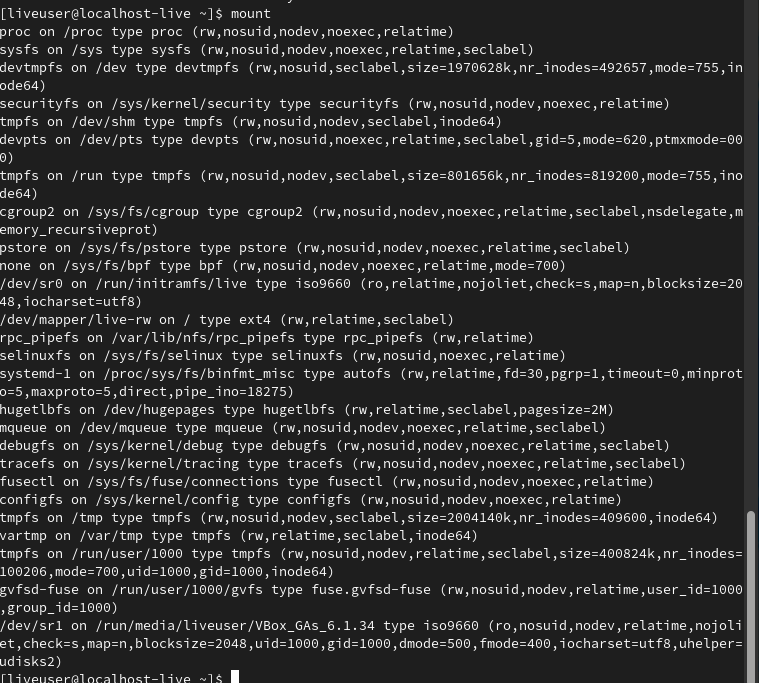 [liveuser@localhost-live ~]$ mount
proc on /proc type proc (rw,nosuid,nodev,noexec,relatime)
sysfs on /sys type sysfs (rw,nosuid,nodev,noexec,relatime,seclabel)
devtmpfs on /dev type devtmpfs (rw,nosuid,seclabel,size=1970628k,nr_inodes=492657,mode=755,in
ode64)
securityfs on /sys/kernel/security type securityfs (rw,nosuid,nodev,noexec,relatime)
tmpfs on /dev/shm type tmpfs (rw,nosuid,nodev,seclabel,inode64)
devpts on /dev/pts type devpts (rw,nosuid,noexec,relatime,seclabel,gid=5,mode=620,ptmxmode=00
0)
tmpfs on /run type tmpfs (rw,nosuid,nodev,seclabel,size=801656k,nr_inodes=819200,mode=755,ino
de64)
cgroup2 on /sys/fs/cgroup type cgroup2 (rw,nosuid,nodev,noexec,relatime,seclabel,nsdelegate,m
emory_recursiveprot)
pstore on /sys/fs/pstore type pstore (rw,nosuid,nodev,noexec,relatime,seclabel)
none on /sys/fs/bpf type bpf (rw,nosuid,nodev,noexec,relatime,mode=700)
/dev/sr0 on /run/initramfs/live type iso9660 (ro,relatime,nojoliet,check=s,map=n,blocksize=20
48,iocharset=utf8)
/dev/mapper/live-rw on / type ext4 (rw,relatime,seclabel)
rpc_pipefs on /var/lib/nfs/rpc_pipefs type rpc_pipefs (rw,relatime)
selinuxfs on /sys/fs/selinux type selinuxfs (rw,nosuid,noexec,relatime)
systemd-1 on /proc/sys/fs/binfmt_misc type autofs (rw,relatime,fd=30,pgrp=1,timeout=0,minprot
o=5,maxproto=5,direct,pipe_ino=18275)
hugetlbfs on /dev/hugepages type hugetlbfs (rw,relatime,seclabel,pagesize=2M)
mqueue on /dev/mqueue type mqueue (rw,nosuid,nodev,noexec,relatime,seclabel)
debugfs on /sys/kernel/debug type debugfs (rw,nosuid,nodev,noexec,relatime,seclabel)
tracefs on /sys/kernel/tracing type tracefs (rw,nosuid,nodev,noexec,relatime,seclabel)
fusectl on /sys/fs/fuse/connections type fusectl (rw,nosuid,nodev,noexec,relatime)
configfs on /sys/kernel/config type configfs (rw,nosuid,nodev,noexec,relatime)
tmpfs on /tmp type tmpfs (rw,nosuid,nodev,seclabel,size=2004140k,nr_inodes=409600,inode64)
vartmp on /var/tmp type tmpfs (rw,relatime,seclabel,inode64)
tmpfs on /run/user/1000 type tmpfs (rw,nosuid,nodev,relatime,seclabel,size=400824k,nr_inodes=
100206,mode=700,uid=1000,gid=1000,inode64)
gvfsd-fuse on /run/user/1000/gvfs type fuse.gvfsd-fuse (rw,nosuid,nodev,relatime,user_id=1000
,group_id=1000)
/dev/sr1 on /run/media/liveuser/VBox_GAs_6.1.34 type iso9660 (ro,nosuid,nodev,relatime,nojoli
et,check=s,map=n,blocksize=2048,uid=1000,gid=1000,dmode=500,fmode=400,iocharset=utf8,uhelper=
udisks2)
[liveuser@localhost-live ~]$